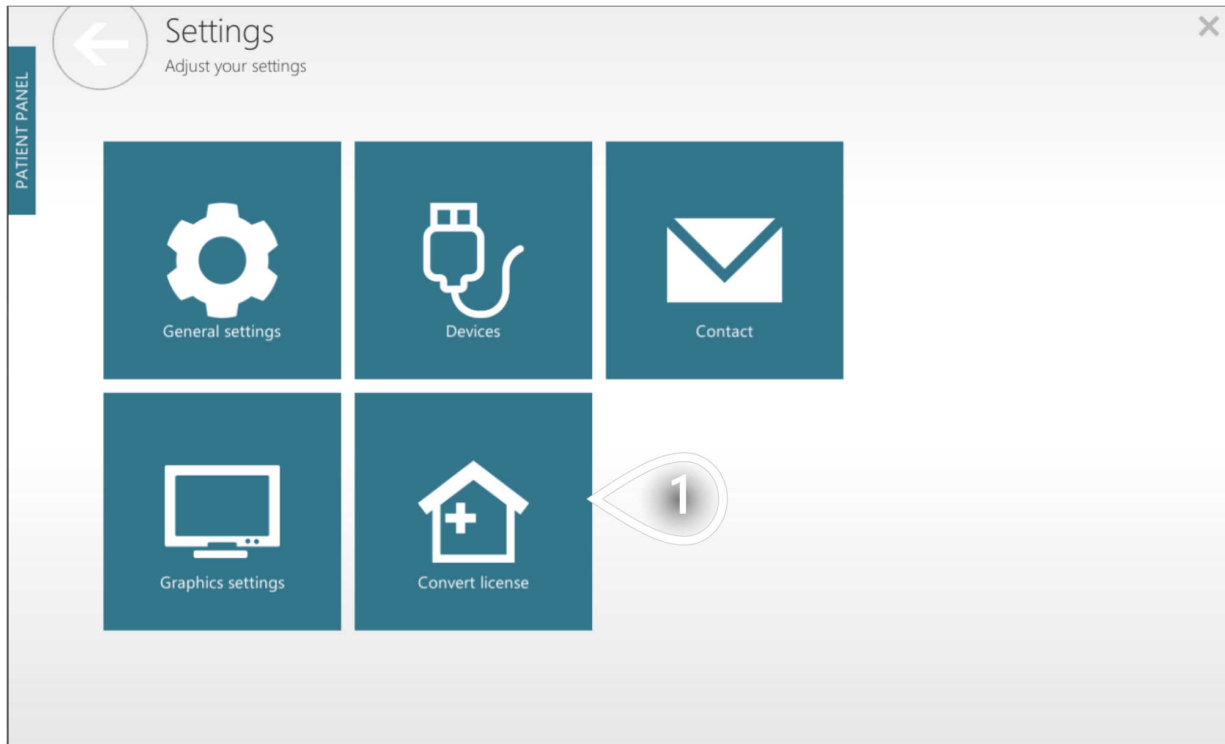 Settings
Adjust your settings
PATIENT PANEL
General settings
Devices
Contact
Graphics settings
Convert license
1